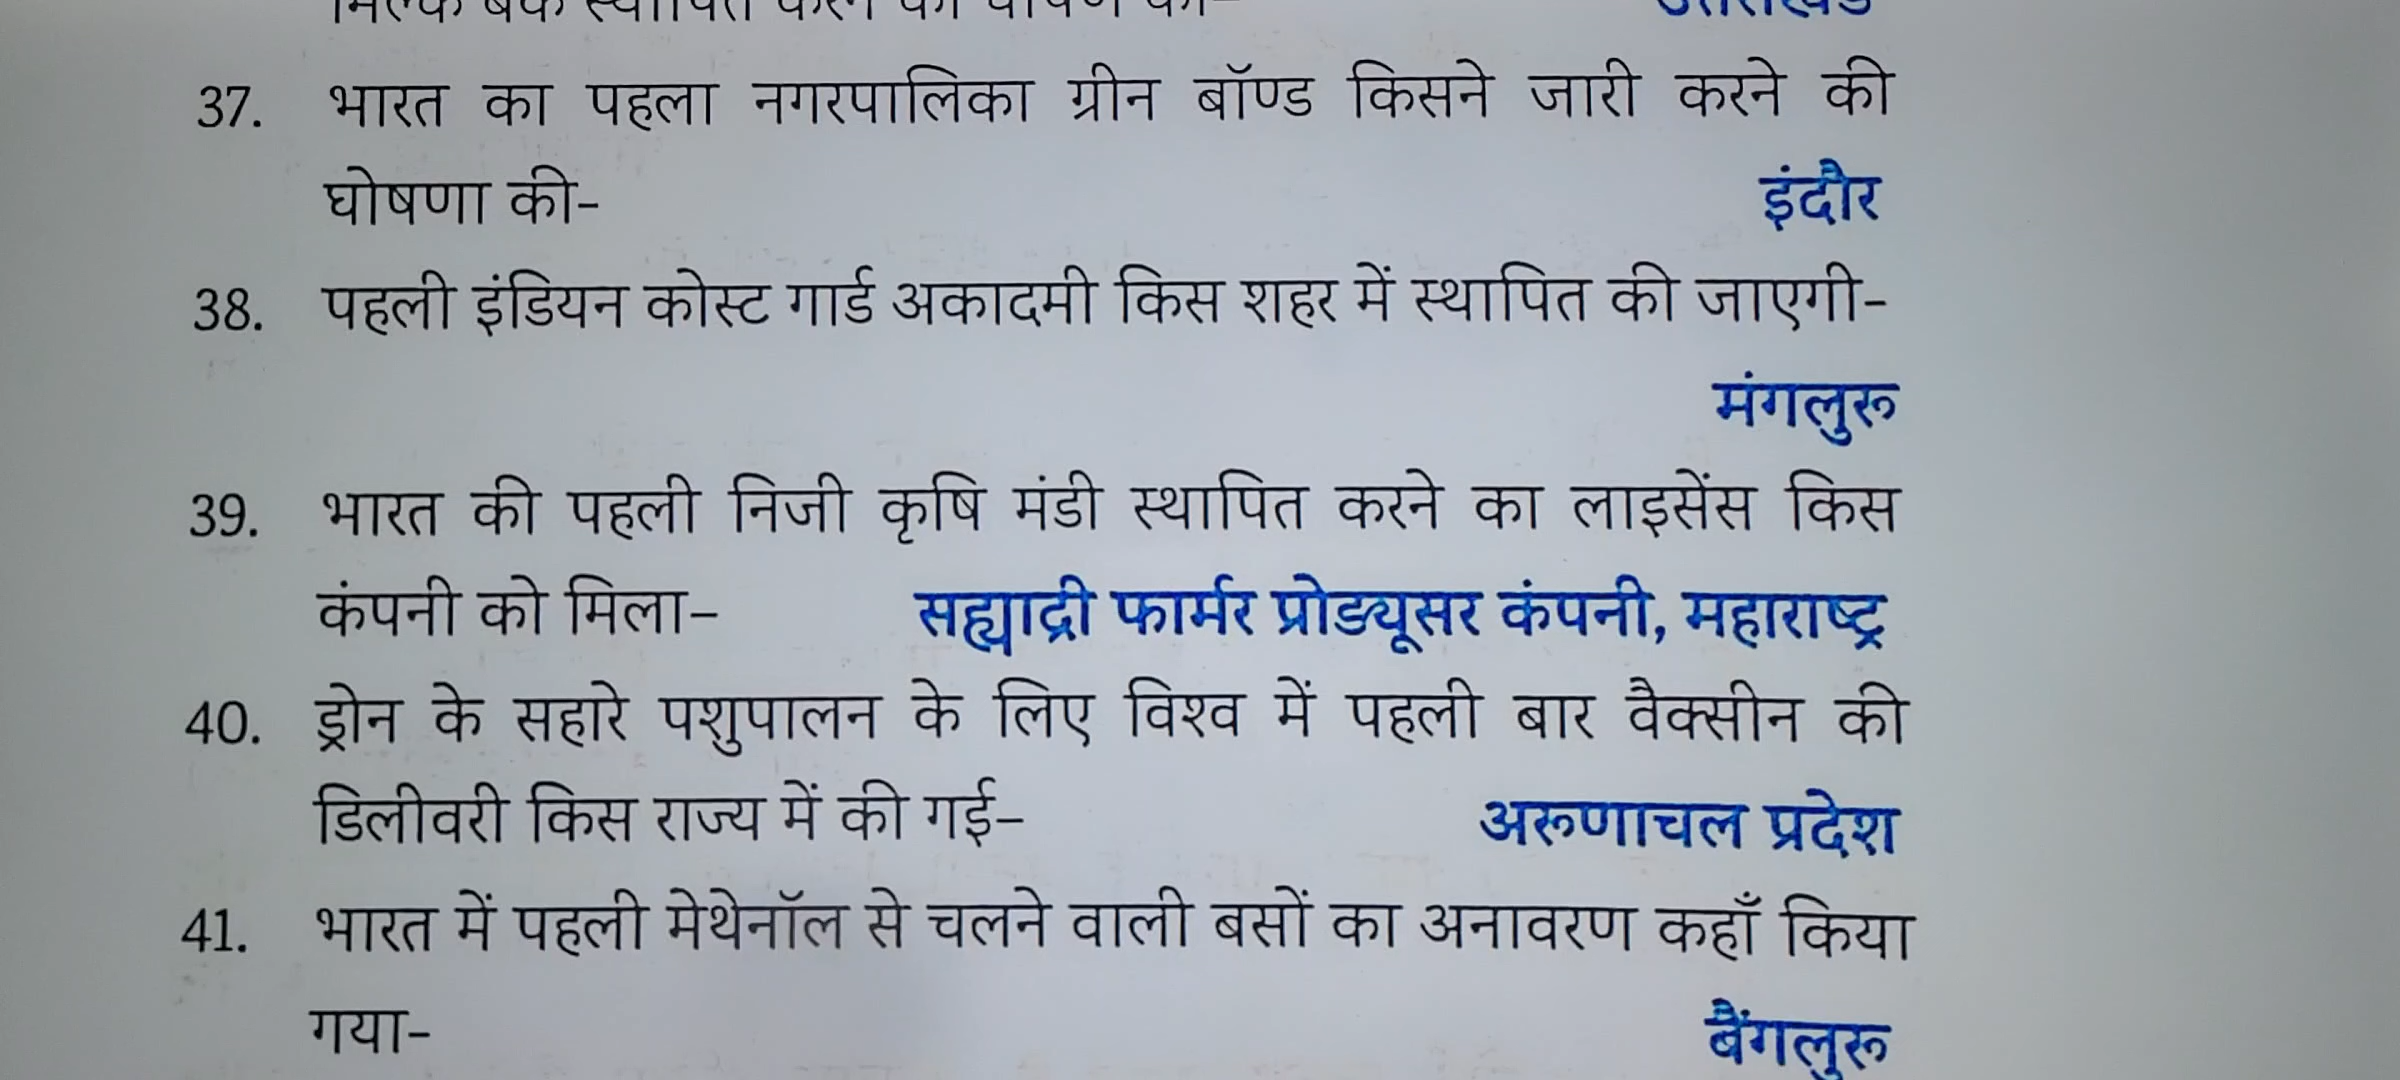 37. भारत का पहला नगरपालिका ग्रीन बॉण्ड किसने जारी करने की
घोषणा की- इंदौर
38. पहली इंडियन कोस्ट गार्ड अकादमी किस शहर में स्थापित की जाएगी-
मंगलुरू
39. भारत की पहली निजी कृषि मंडी स्थापित करने का लाइसेंस किस
कंपनी को मिला- सह्याद्री फार्मर प्रोड्यूसर कंपनी, महाराष्ट्र
40. ड्रोन के सहारे पशुपालन के लिए विश्व में पहली बार वैक्सीन की
डिलीवरी किस राज्य में की गई- अरूणाचल प्रदेश
41. भारत में पहली मेथेनॉल से चलने वाली बसों का अनावरण कहाँ किया
गया- बैंगलुरू